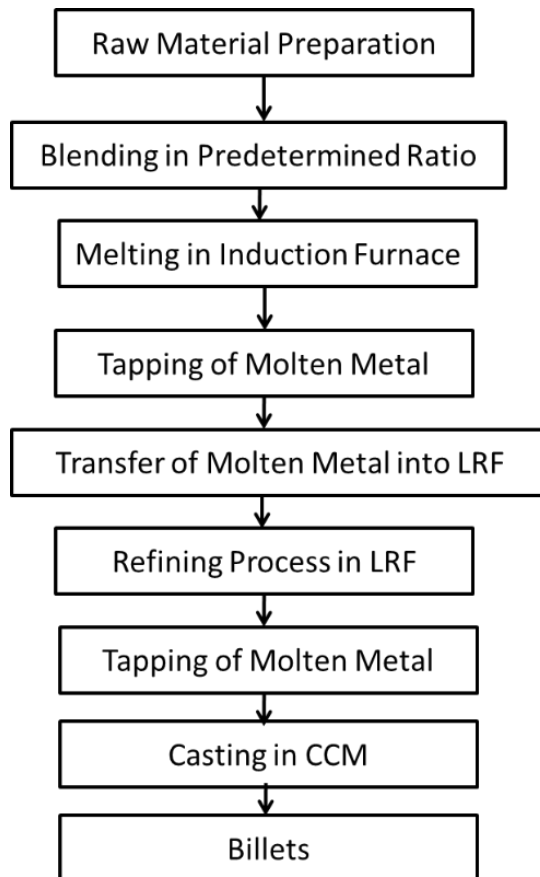 Raw Material Preparation
Blending in Predetermined Ratio
Melting in Induction Furnace
Tapping of Molten Metal
Transfer of Molten Metal into LRF
Refining Process in LRF
Tapping of Molten Metal
Casting in CCM
Billets